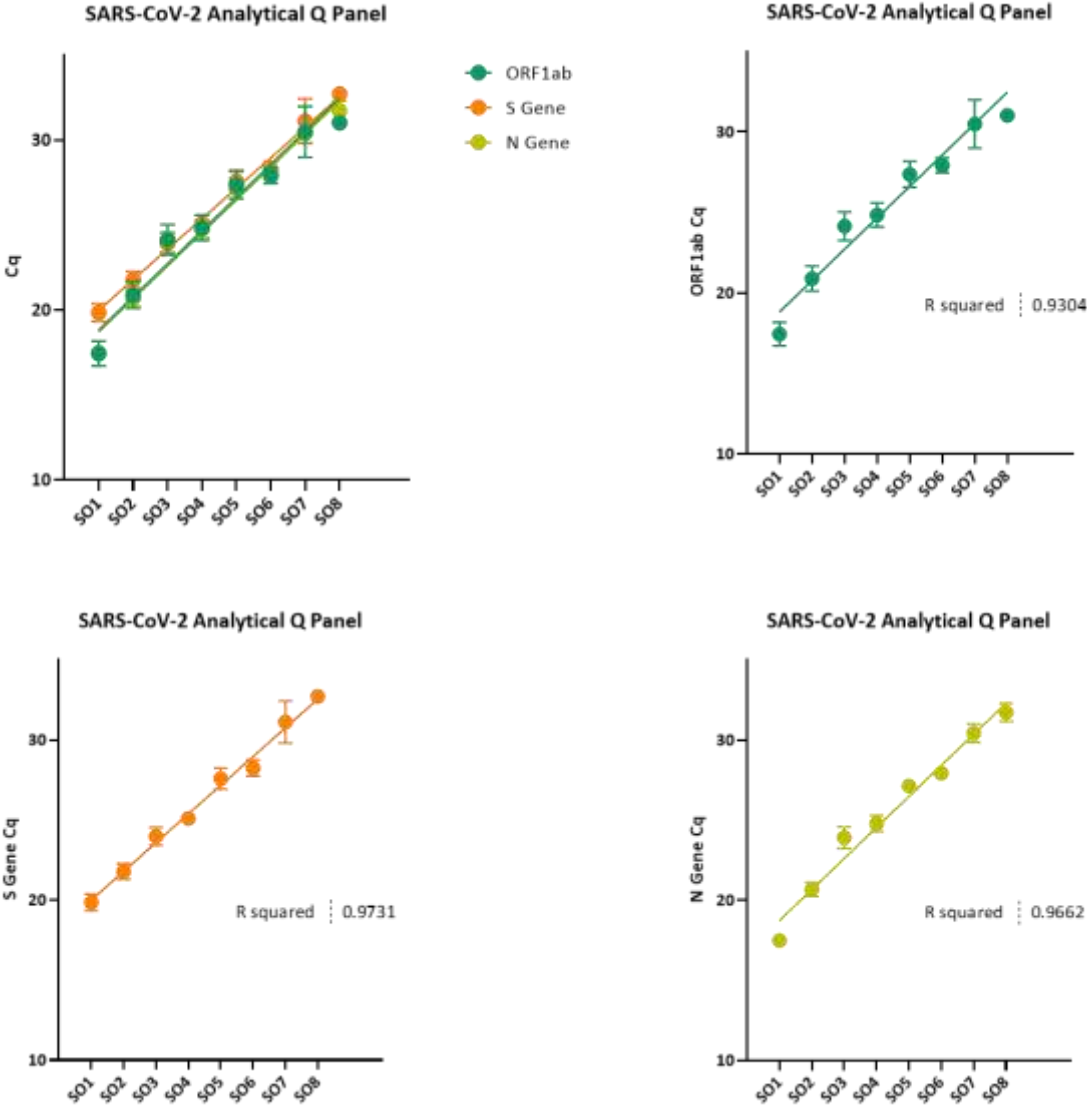 SARS-CoV-2 Analytical Q Panel
Cq
30
20
10
SO1 SO2 SO3 SO4 SO5 SO6 SO7 SO8
ORF1ab
S Gene
N Gene
SARS-CoV-2 Analytical Q Panel
ORF1ab Cq
30
20
10
R squared 0.9304
SO1 SO2 SO3 SO4 SO5 SO6 SO7 SO8
SARS-CoV-2 Analytical Q Panel
S Gene Cq
30
20
10
R squared 0.9731
SO1 SO2 SO3 SO4 SO5 SO6 SO7 SO8
SARS-CoV-2 Analytical Q Panel
N Gene Cq
30
20
10
R squared 0.9662
SO1 SO2 SO3 SO4 SO5 SO6 SO7 SO8